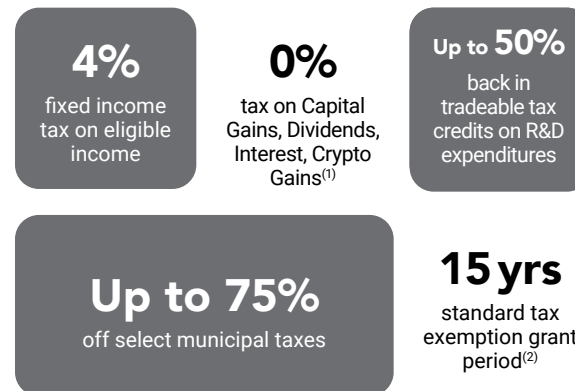 4%
fixed income
tax on eligible
income
0%
tax on Capital
Gains, Dividends,
Interest, Crypto
Gains(1)
Up to 50%
back in
tradeable tax
credits on R&D
expenditures
Up to 75%
off select municipal taxes
15 yrs
standard tax
exemption grant
period(2)